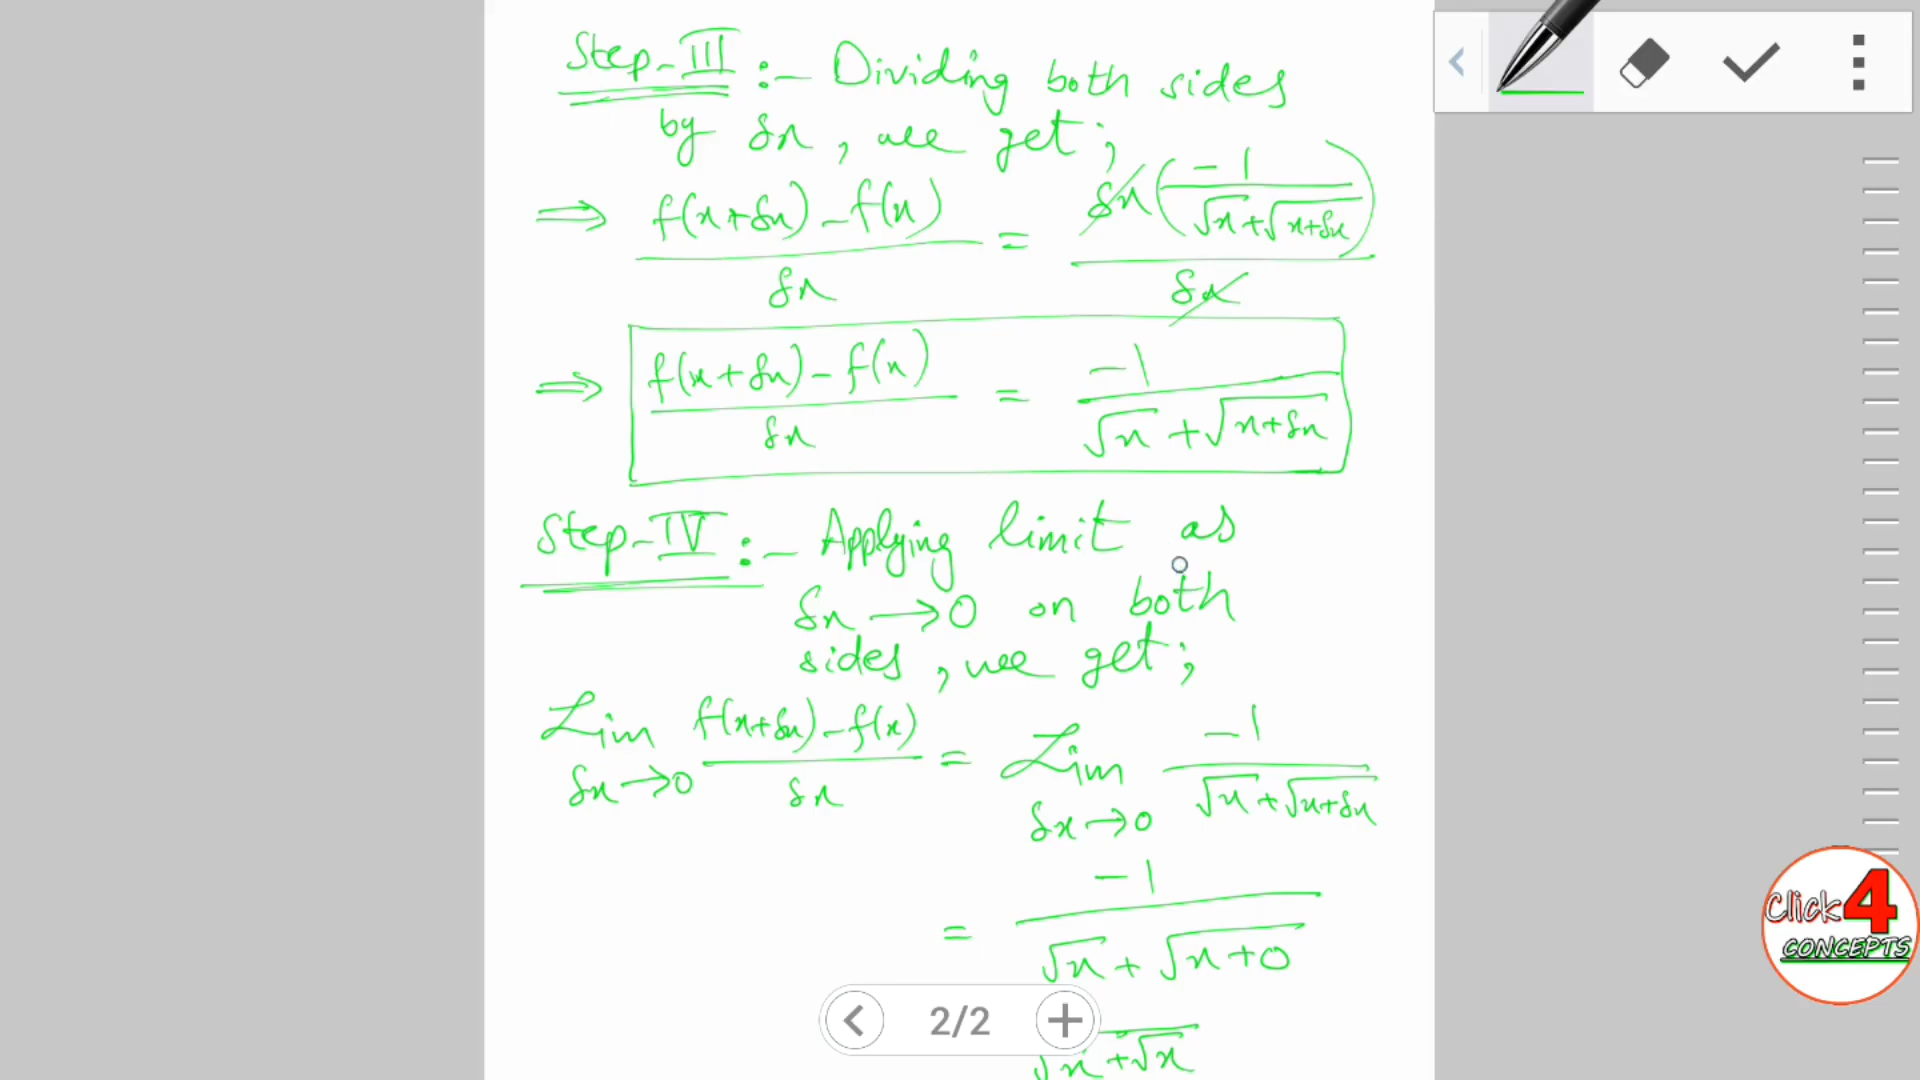 Step-III :- Dividing both sides
by δx, we get;
⇒ f(x+δx)-f(x) / δx = δx(-1 / √x+√x+δx) / δx
⇒ f(x+δx)-f(x) / δx = -1 / √x+√x+δx
Step-IV :- Applying limit as
δx→0 on both
sides, we get;
Lim δx→0 f(x+δx)-f(x) / δx = Lim δx→0 -1 / √x+√x+δx
= -1 / √x+√x+0
√x+√x
2/2
Click 4
CONCEPTS